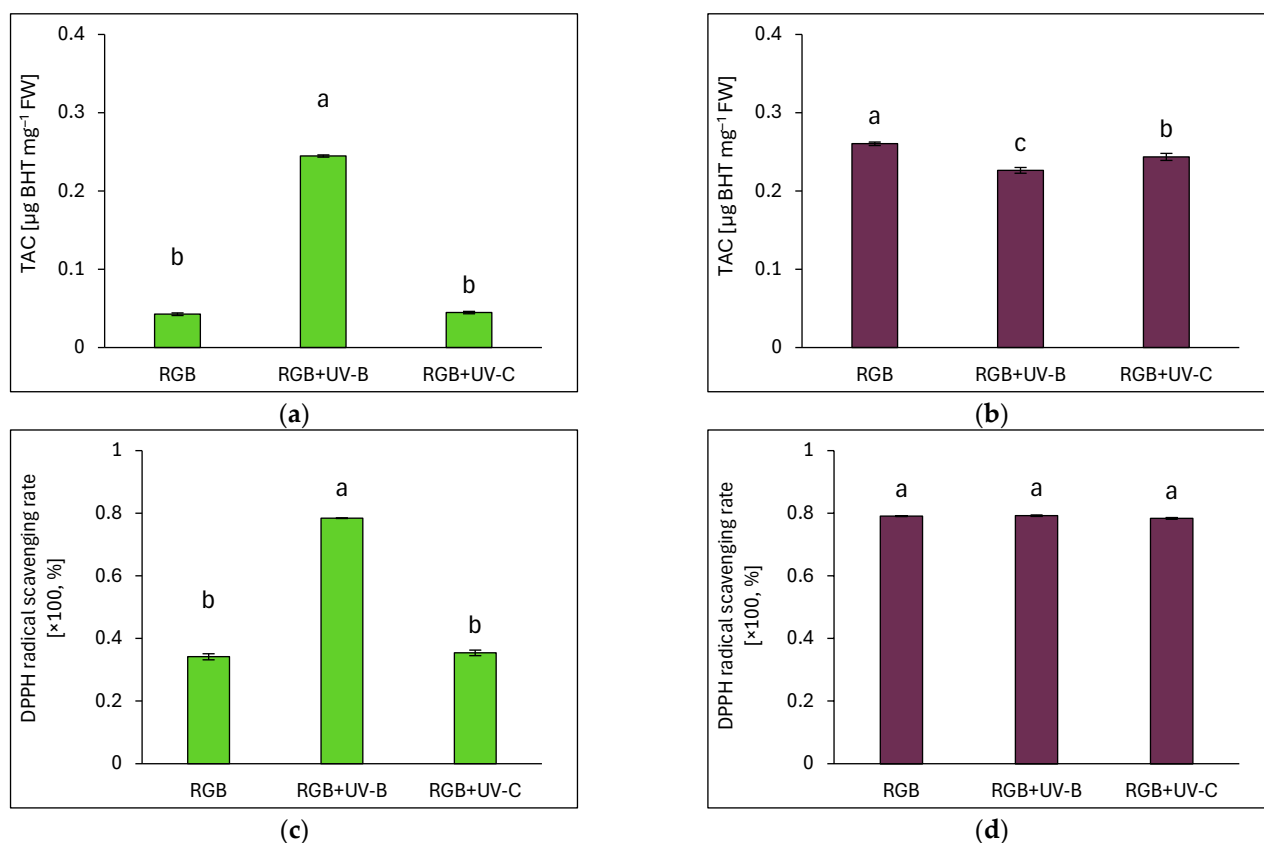 TAC [µg BHT mg⁻¹ FW]
0.4
0.3
0.2
0.1
0
b
a
b
RGB
RGB+UV-B
RGB+UV-C
(a)
TAC [µg BHT mg⁻¹ FW]
0.4
0.3
0.2
0.1
0
a
c
b
RGB
RGB+UV-B
RGB+UV-C
(b)
DPPH radical scavenging rate
[×100, %]
1
0.8
0.6
0.4
0.2
0
b
a
b
RGB
RGB+UV-B
RGB+UV-C
(c)
DPPH radical scavenging rate
[×100, %]
1
0.8
0.6
0.4
0.2
0
a
a
a
RGB
RGB+UV-B
RGB+UV-C
(d)